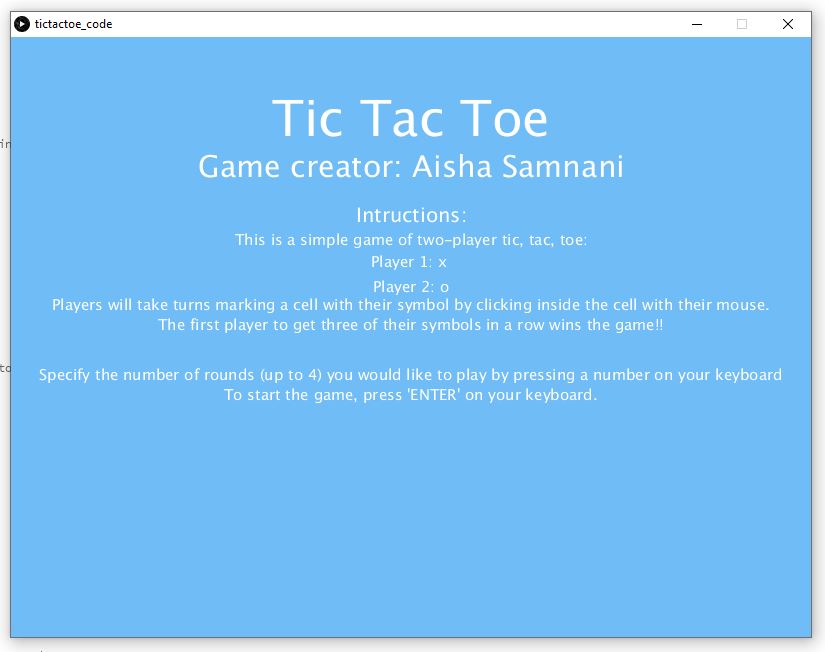 tictactoe_code
in
Tic Tac Toe
Game creator: Aisha Samnani
Intructions:
This is a simple game of two-player tic, tac, toe:
Player 1: x
Player 2: o
Players will take turns marking a cell with their symbol by clicking inside the cell with their mouse.
The first player to get three of their symbols in a row wins the game!!
to
Specify the number of rounds (up to 4) you would like to play by pressing a number on your keyboard
To start the game, press 'ENTER' on your keyboard.